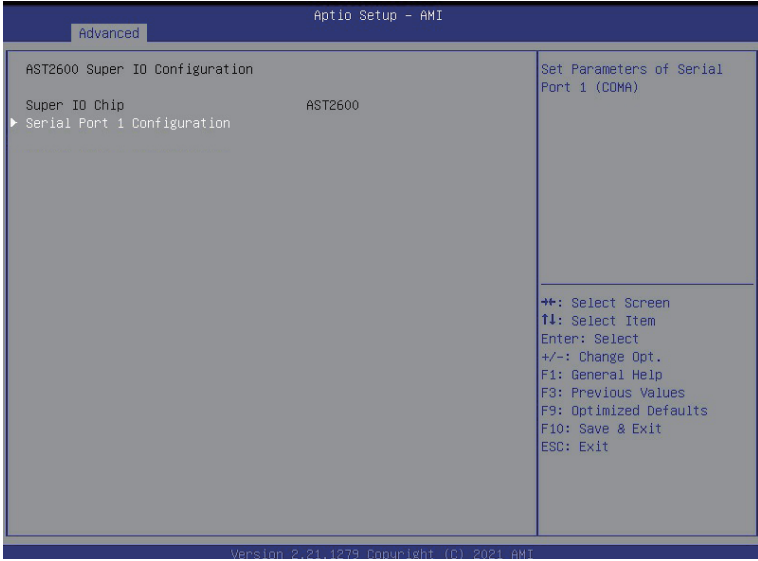 Aptio Setup – AMI
Advanced
AST2600 Super IO Configuration
Super IO Chip AST2600
▶ Serial Port 1 Configuration
Set Parameters of Serial
Port 1 (COMA)
→←: Select Screen
↑↓: Select Item
Enter: Select
+/-: Change Opt.
F1: General Help
F3: Previous Values
F9: Optimized Defaults
F10: Save & Exit
ESC: Exit
Version 2.21.1279 Copyright (C) 2021 AMI